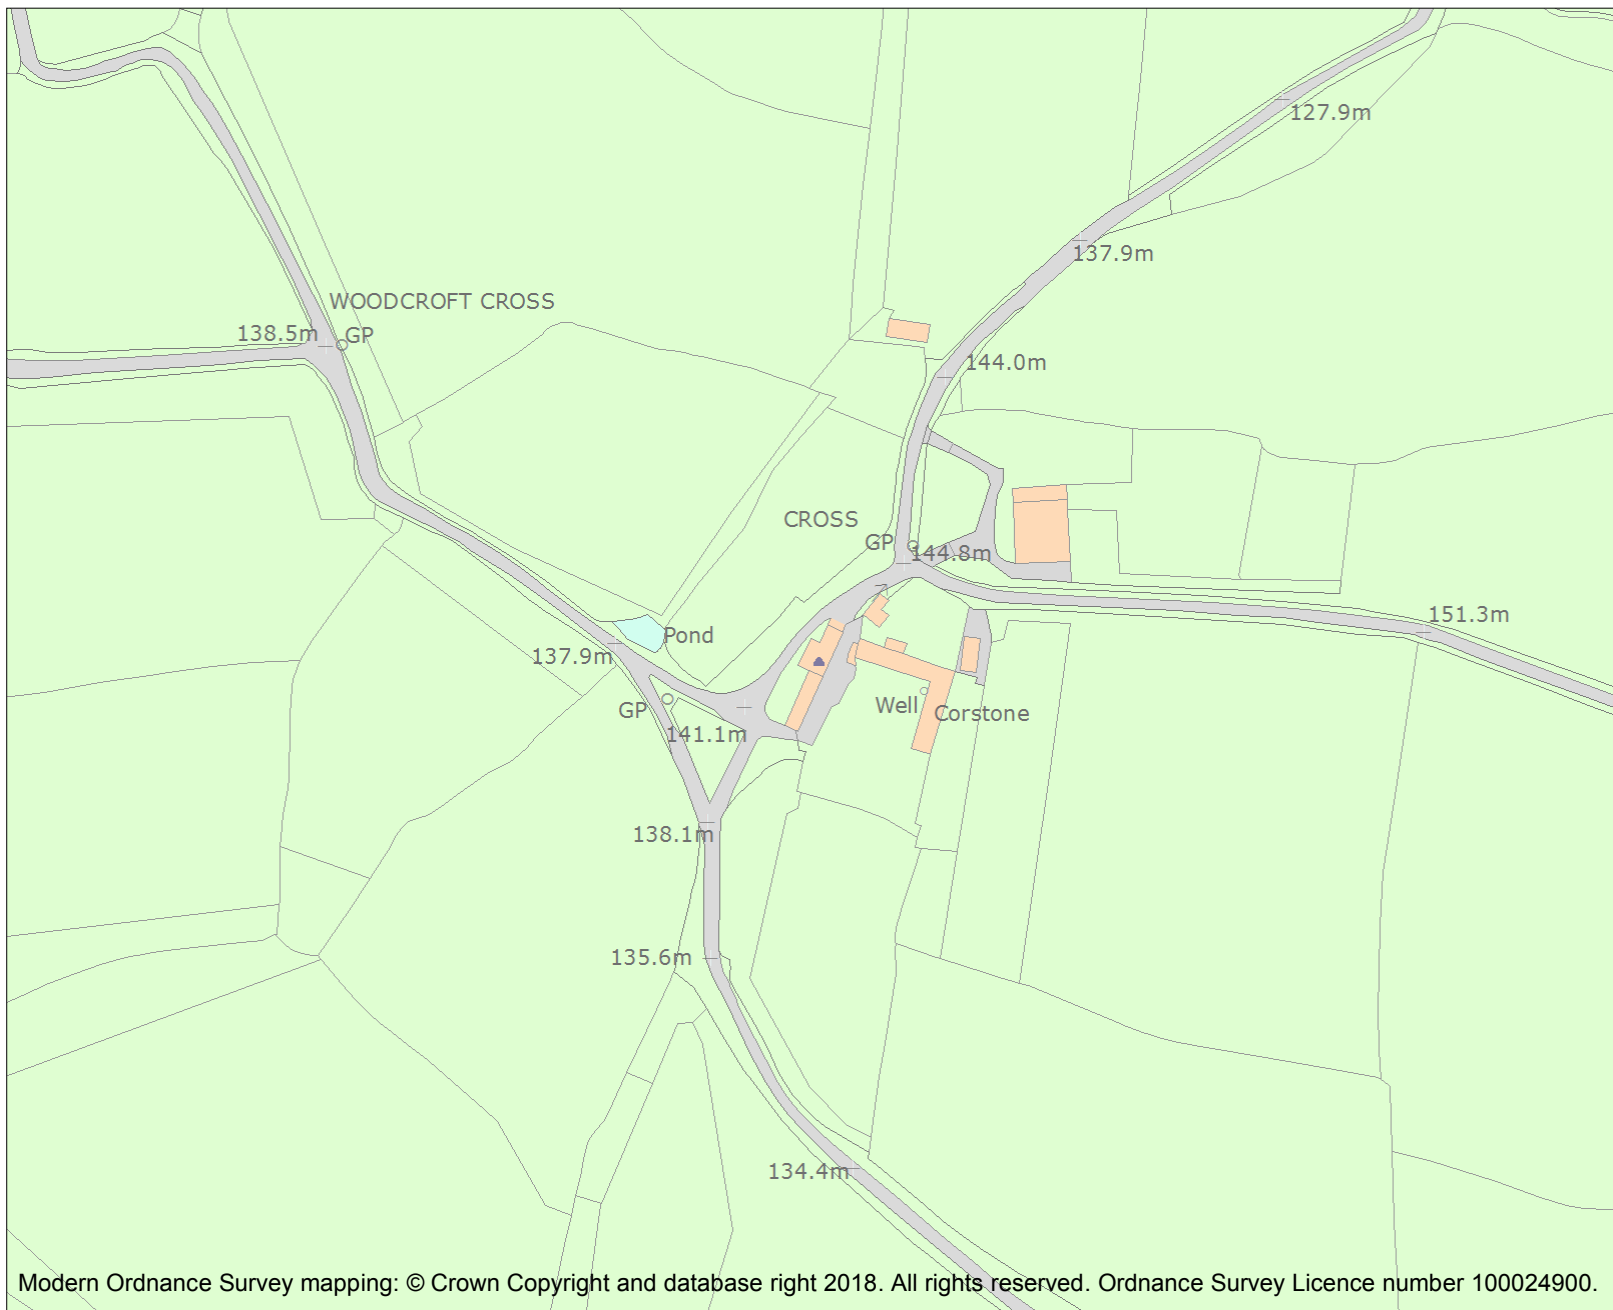 127.9m
137.9m
WOODCROFT CROSS
138.5m
GP
144.0m
CROSS
GP
144.8m
151.3m
Pond
137.9m
GP
Well
Corstone
141.1m
138.1m
135.6m
134.4m
Modern Ordnance Survey mapping: © Crown Copyright and database right 2018. All rights reserved. Ordnance Survey Licence number 100024900.